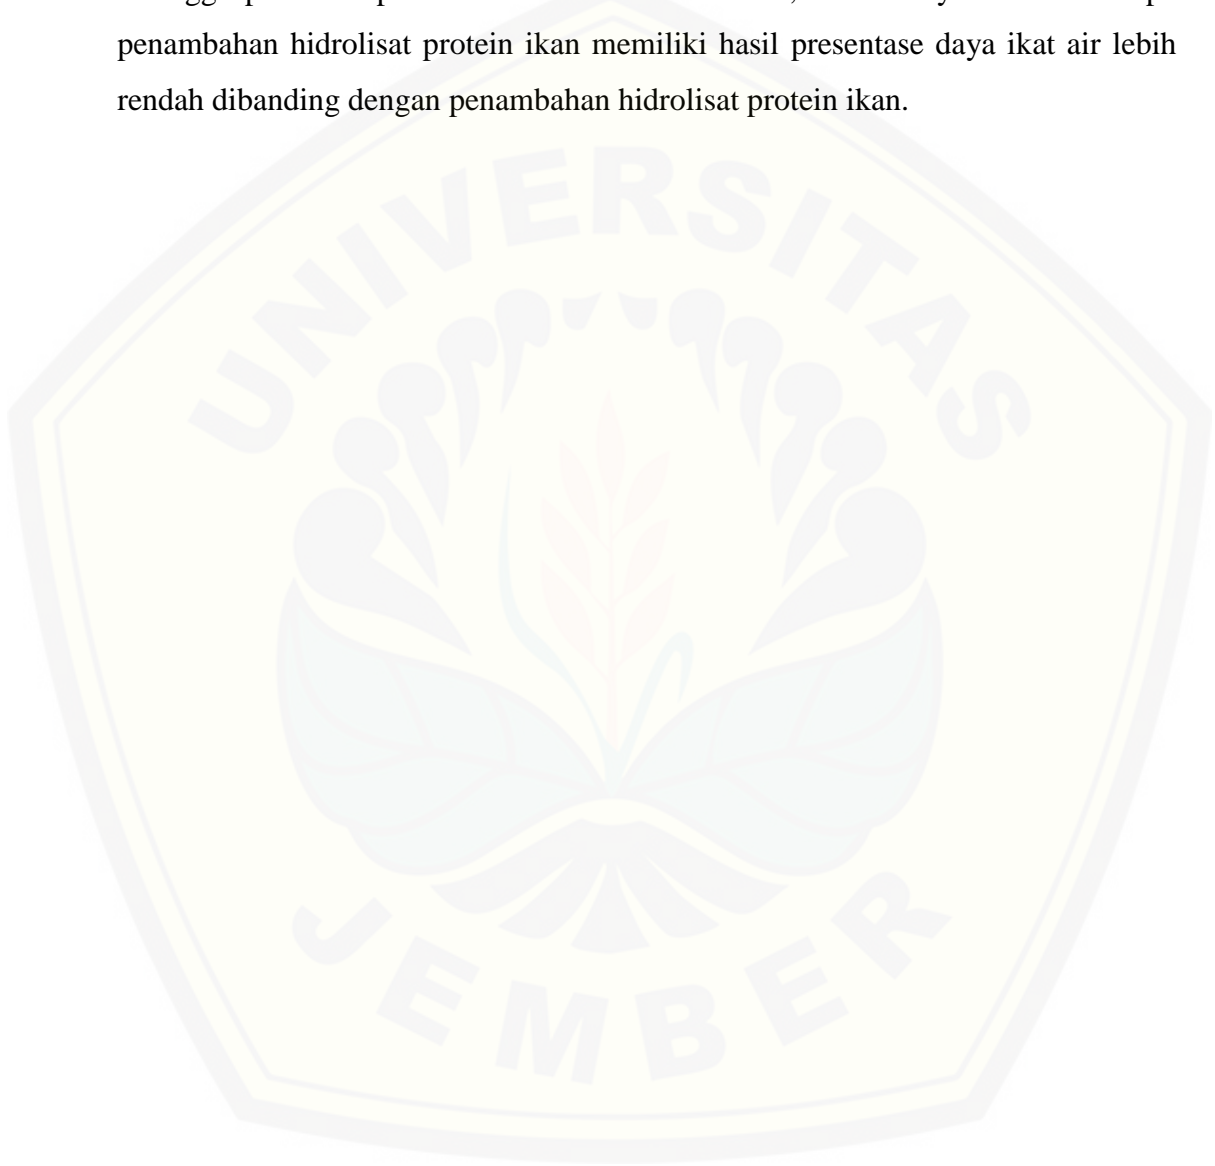 penambahan hidrolisat protein ikan memiliki hasil presentase daya ikat air lebih
rendah dibanding dengan penambahan hidrolisat protein ikan.
UNIVERSITAS
JEMBER